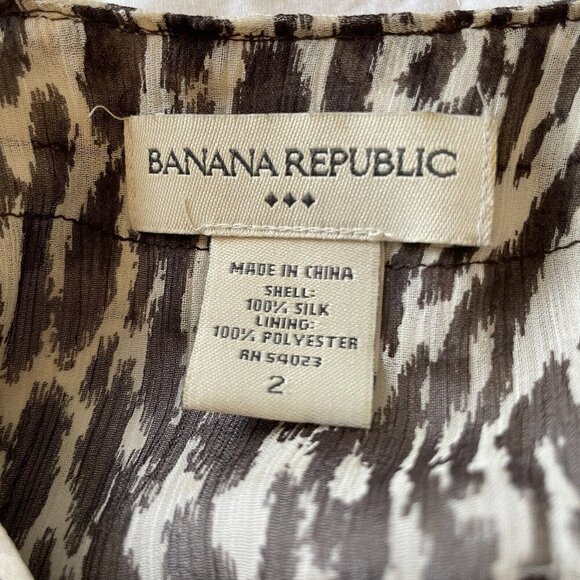 BANANA REPUBLIC
MADE IN CHINA
SHELL:
100% SILK
LINING:
100% POLYESTER
RN 54023
2